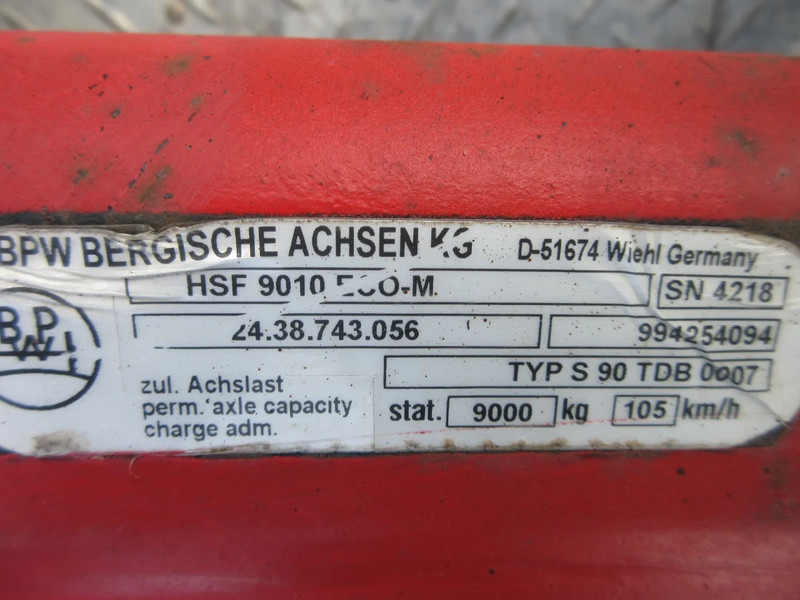 BPW BERGISCHE ACHSEN KG D-51674 Wiehl Germany
HSF 9010 ECO-M SN 4218
BPW
24.38.743.056 994254094
TYP S 90 TDB 0007
zul. Achslast
perm. axle capacity stat. 9000 kg 105 km/h
charge adm.